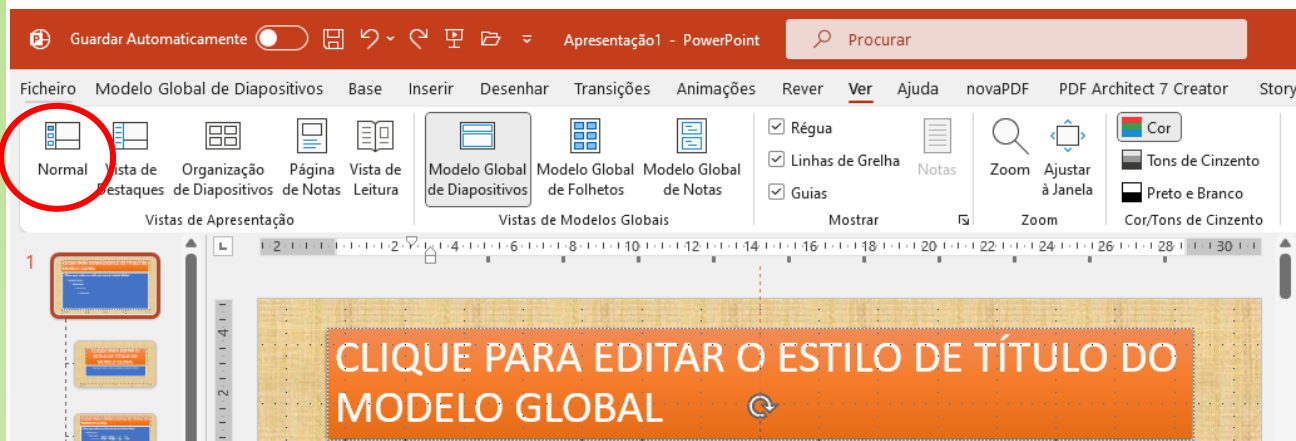 Guardar Automaticamente
Apresentação1 - PowerPoint
Procurar
Ficheiro Modelo Global de Diapositivos Base Inserir Desenhar Transições Animações Rever Ver Ajuda novaPDF PDF Architect 7 Creator Story
Normal
Vista de
Destaques
Organização
de Diapositivos
Página
de Notas
Vista de
Leitura
Vistas de Apresentação
Modelo Global
de Diapositivos
Modelo Global
de Folhetos
Modelo Global
de Notas
Vistas de Modelos Globais
Régua
Linhas de Grelha
Guias
Notas
Mostrar
Zoom
Ajustar
à Janela
Zoom
Cor
Tons de Cinzento
Preto e Branco
Cor/Tons de Cinzento
L
2 2 4 6 8 10 12 14 16 18 20 22 24 26 28 30
1
4
2
CLIQUE PARA EDITAR O ESTILO DE TÍTULO DO
MODELO GLOBAL